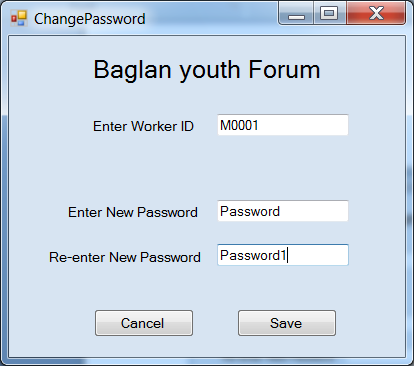 ChangePassword
Baglan youth Forum
Enter Worker ID M0001
Enter New Password Password
Re-enter New Password Password1
Cancel Save